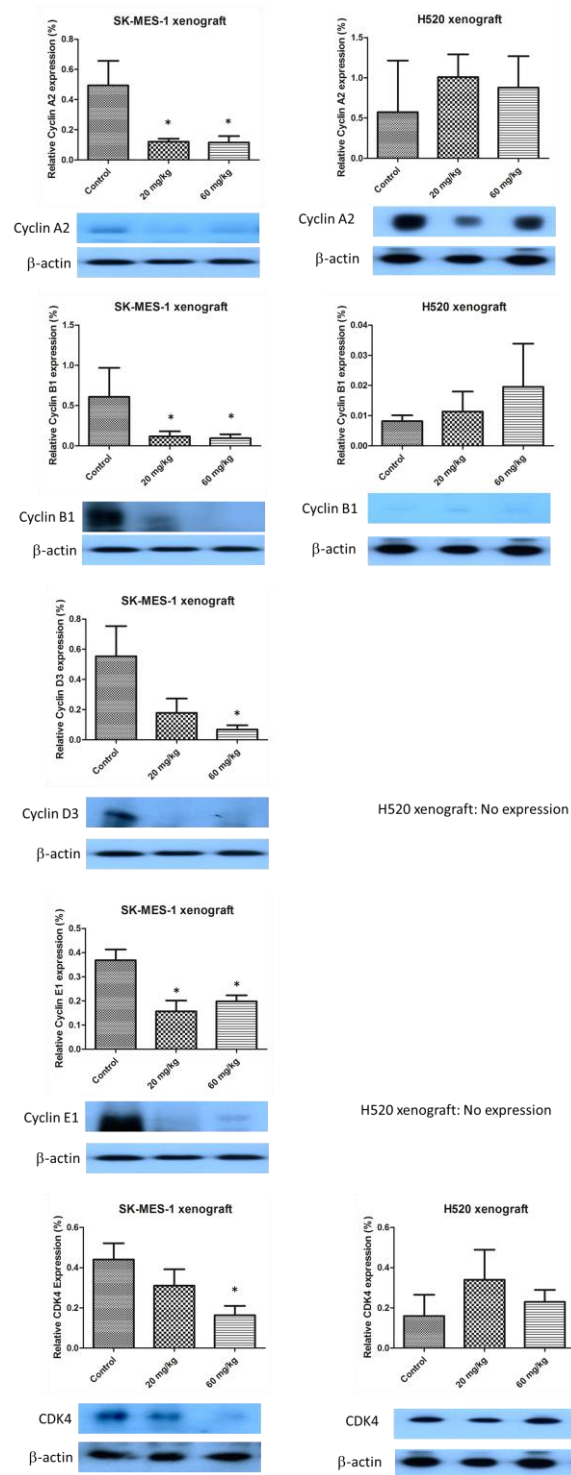 SK-MES-1 xenograft
Relative Cyclin A2 expression (%)
0.8
0.6
0.4
0.2
0.0
*
*
Control
20 mg/kg
60 mg/kg
Cyclin A2
β-actin
H520 xenograft
Relative Cyclin A2 expression (%)
1.5
1.0
0.5
0.0
Control
20 mg/kg
60 mg/kg
Cyclin A2
β-actin
SK-MES-1 xenograft
Relative Cyclin B1 expression (%)
1.5
1.0
0.5
0.0
*
*
Control
20 mg/kg
60 mg/kg
Cyclin B1
β-actin
H520 xenograft
Relative Cyclin B1 expression (%)
0.04
0.03
0.02
0.01
0.00
Control
20 mg/kg
60 mg/kg
Cyclin B1
β-actin
SK-MES-1 xenograft
Relative Cyclin D3 expression (%)
0.8
0.6
0.4
0.2
0.0
*
Control
20 mg/kg
60 mg/kg
Cyclin D3
β-actin
H520 xenograft: No expression
SK-MES-1 xenograft
Relative Cyclin E1 expression (%)
0.5
0.4
0.3
0.2
0.1
0.0
*
*
Control
20 mg/kg
60 mg/kg
Cyclin E1
β-actin
H520 xenograft: No expression
SK-MES-1 xenograft
Relative CDK4 Expression (%)
0.6
0.4
0.2
0.0
*
Control
20 mg/kg
60 mg/kg
CDK4
β-actin
H520 xenograft
Relative CDK4 expression (%)
0.6
0.4
0.2
0.0
Control
20 mg/kg
60 mg/kg
CDK4
β-actin